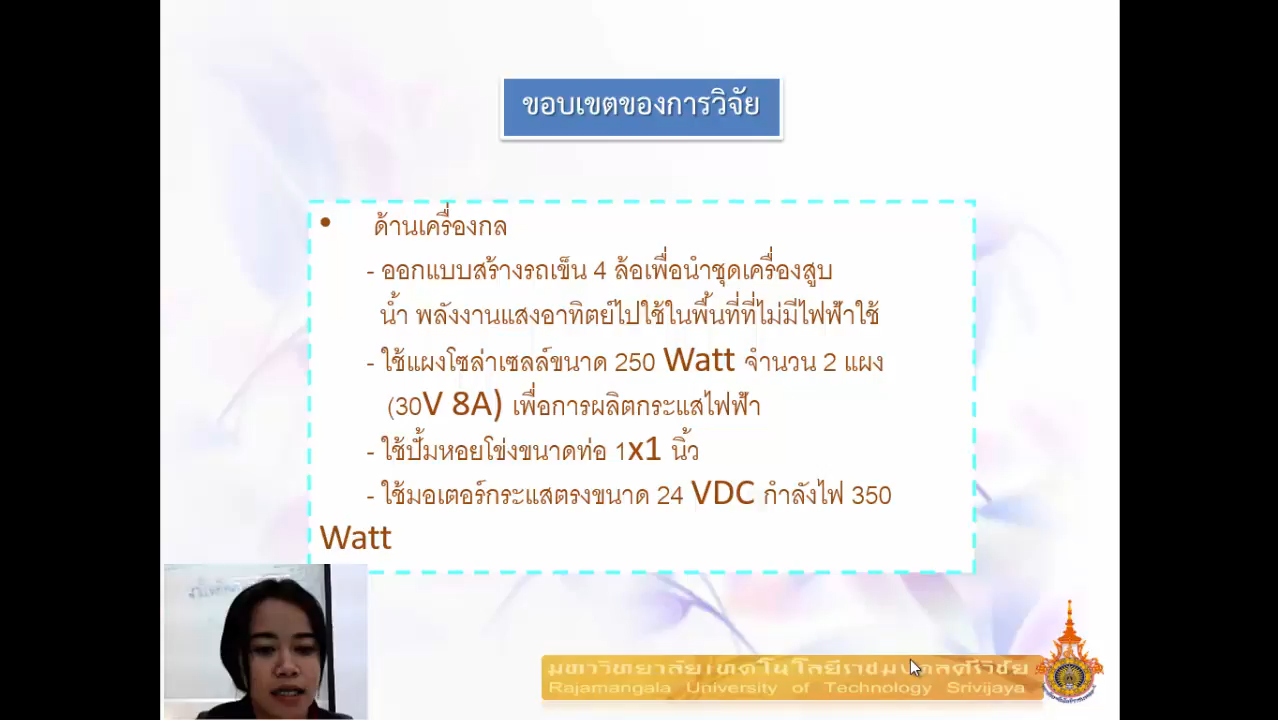 ขอบเขตของการวิจัย
• ด้านเครื่องกล
- ออกแบบสร้างรถเข็น 4 ล้อเพื่อนำชุดเครื่องสูบ
น้ำ พลังงานแสงอาทิตย์ไปใช้ในพื้นที่ที่ไม่มีไฟฟ้าใช้
- ใช้แผงโซล่าเซลล์ขนาด 250 Watt จำนวน 2 แผง
(30V 8A) เพื่อการผลิตกระแสไฟฟ้า
- ใช้ปั้มหอยโข่งขนาดท่อ 1x1 นิ้ว
- ใช้มอเตอร์กระแสตรงขนาด 24 VDC กำลังไฟ 350
Watt
มหาวิทยาลัยเทคโนโลยีราชมงคลศรีวิชัย
Rajamangala University of Technology Srivijaya